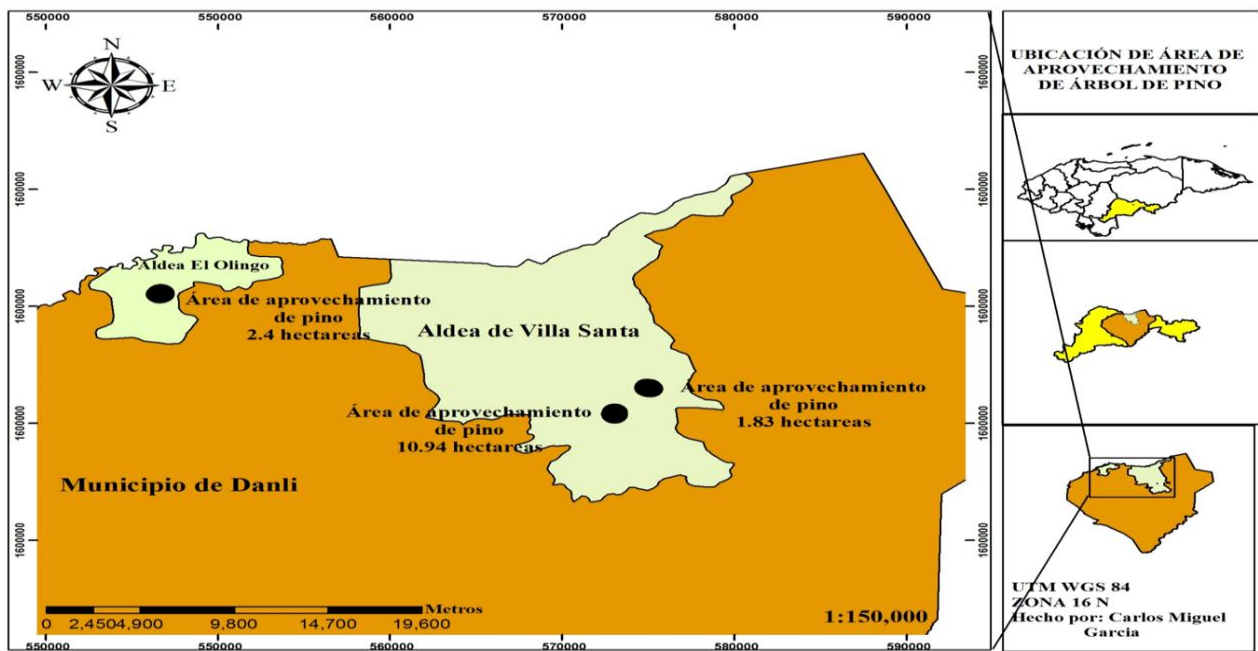 550000 550000 560000 570000 580000 590000
N
W E
S
1600000
1600000
1600000
1600000
1600000
1600000
1600000
1600000
1600000
1600000
Aldea El Olingo
Área de aprovechamiento
de pino
2.4 hectareas
Aldea de Villa Santa
Área de aprovechamiento
de pino
1.83 hectareas
Área de aprovechamiento
de pino
10.94 hectareas
Municipio de Danli
Metros
0 2,450 4,900 9,800 14,700 19,600
1:150,000
550000 550000 560000 570000 580000 590000
UBICACIÓN DE ÁREA DE
APROVECHAMIENTO
DE ÁRBOL DE PINO
UTM WGS 84
ZONA 16 N
Hecho por: Carlos Miguel
Garcia